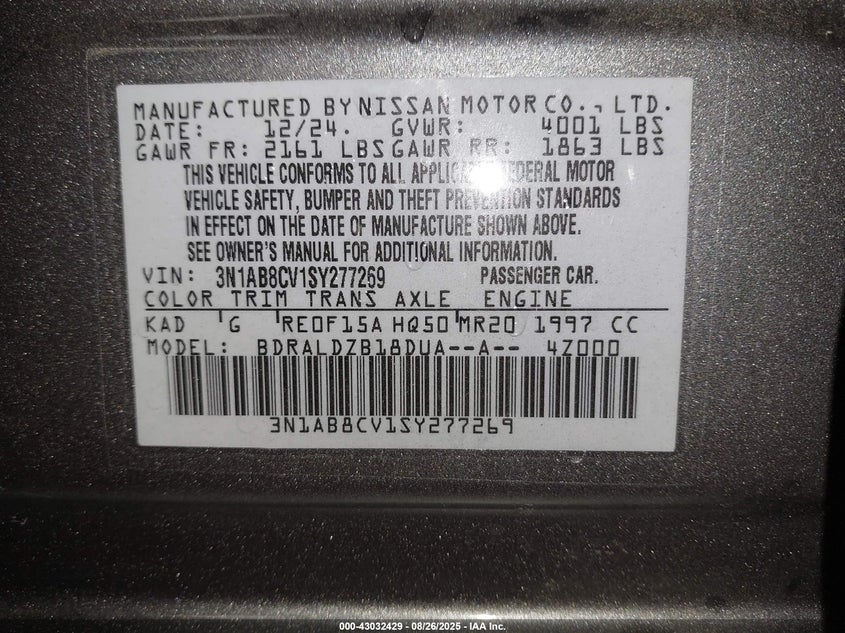 MANUFACTURED BY NISSAN MOTOR CO., LTD.
DATE: 12/24. GVWR: 4001 LBS
GAWR FR: 2161 LBS GAWR RR: 1863 LBS
THIS VEHICLE CONFORMS TO ALL FEDERAL MOTOR
VEHICLE SAFETY, BUMPER AND THEFT PREVENTION STANDARDS
IN EFFECT ON THE DATE OF MANUFACTURE SHOWN ABOVE.
SEE OWNER'S MANUAL FOR ADDITIONAL INFORMATION.
VIN: 3N1AB8CV1SY277269 PASSENGER CAR.
COLOR TRIM TRANS AXLE ENGINE
KAD G RE0F15A HQ50 MR20 1997 CC
MODEL: BDRALDZB18DUA--A-- 4Z000
3N1AB8CV1SY277269
000-43032429 - 08/26/2025 - IAA Inc.